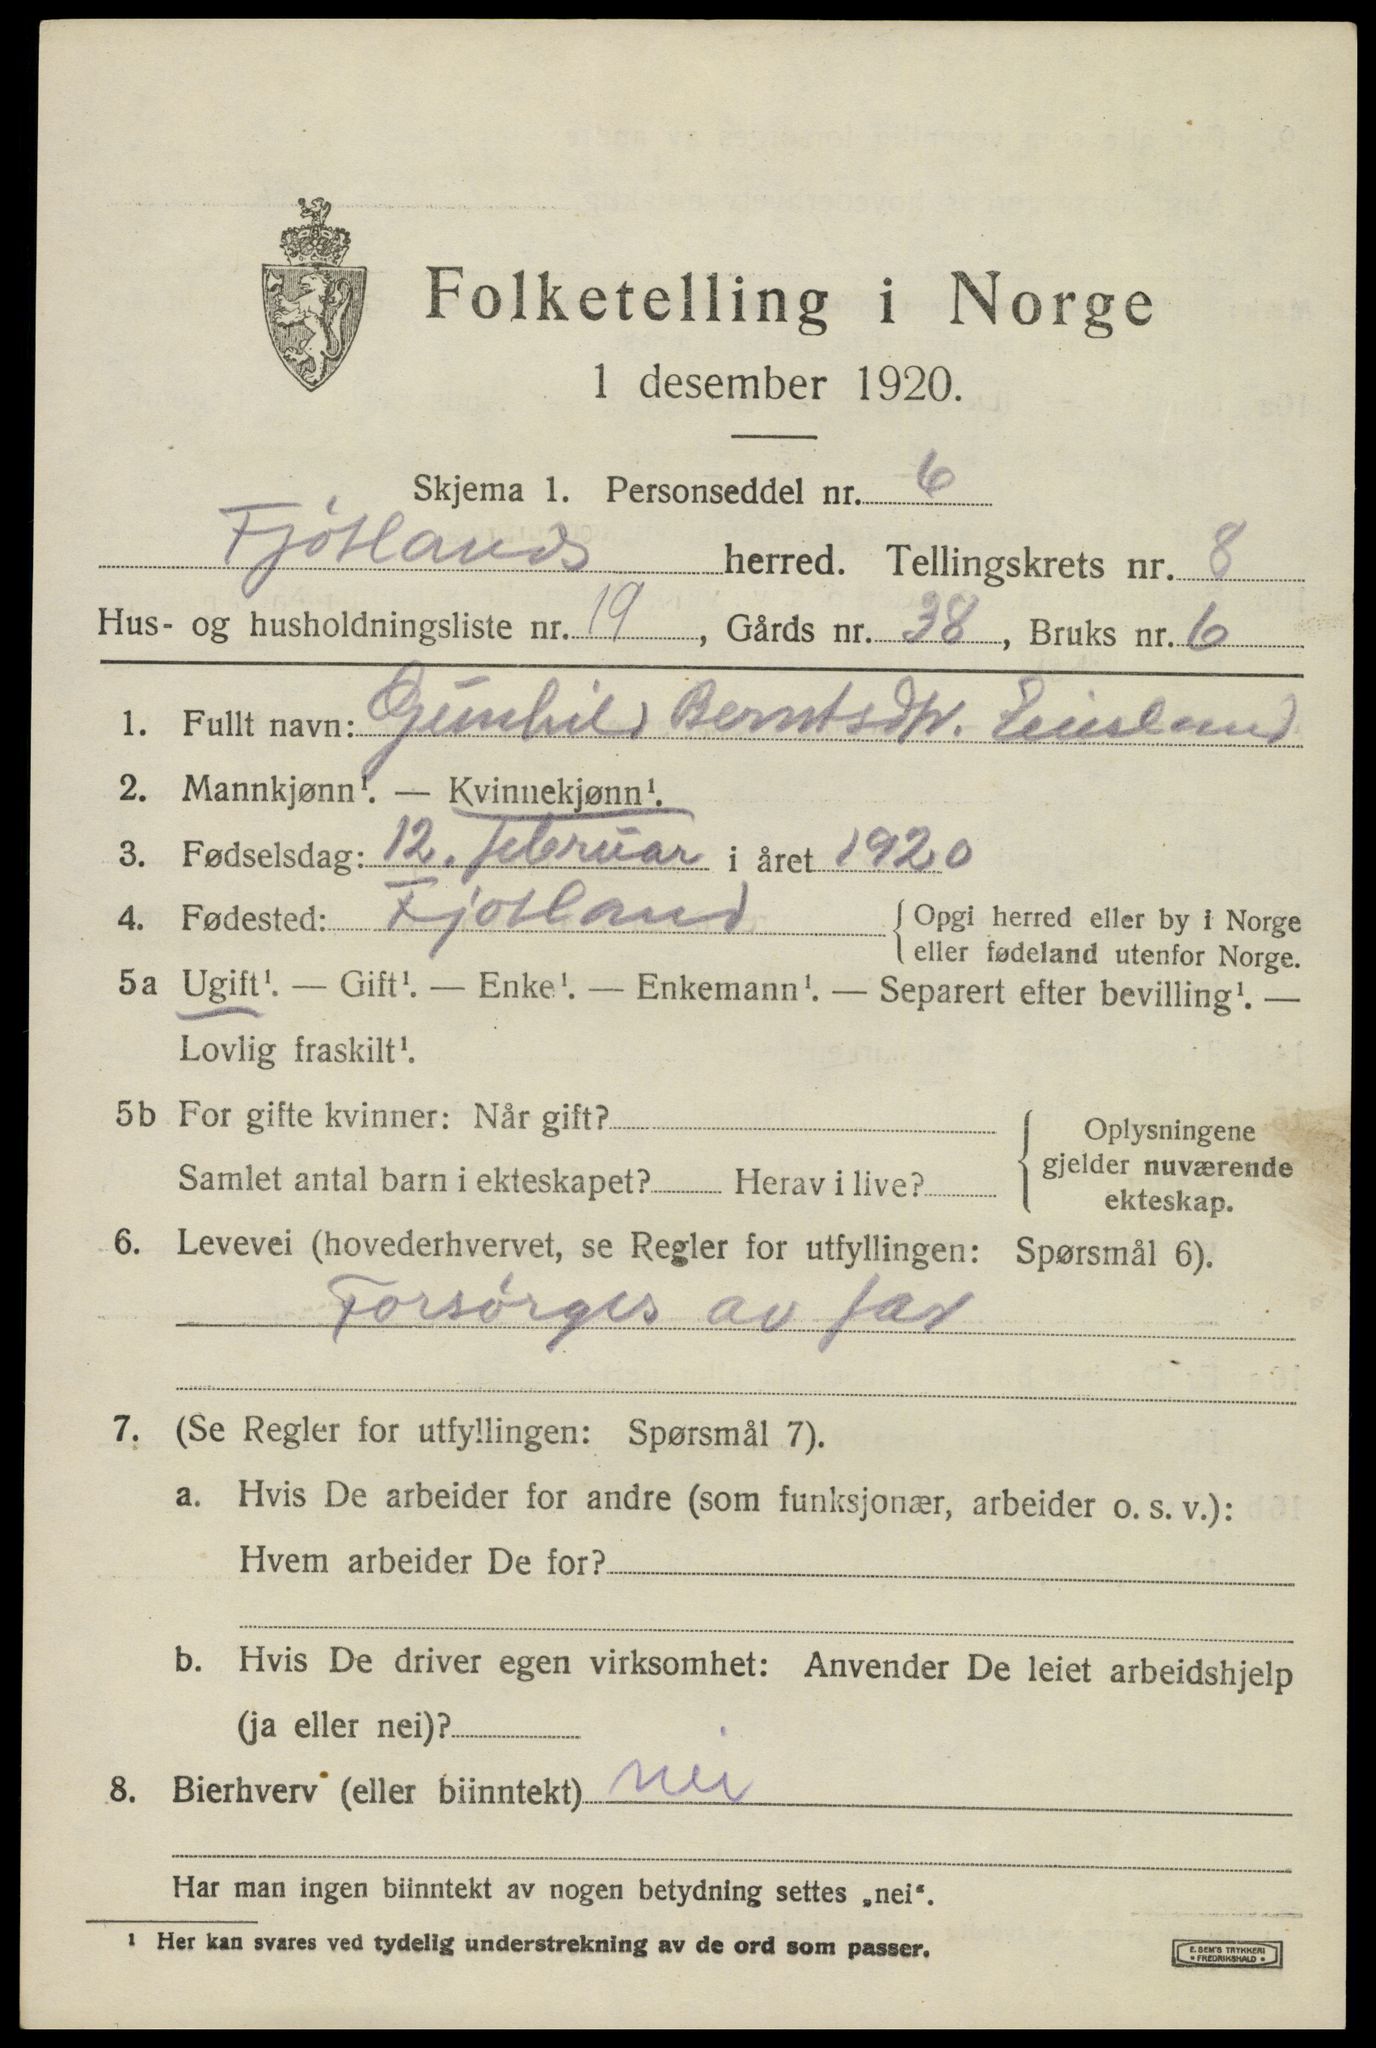 Folketelling i Norge
1 desember 1920.
Skjema 1. Personseddel nr. 6
Fjotlands herred. Tellingskrets nr. 8
Hus- og husholdningsliste nr. 19, Gårds nr. 38, Bruks nr. 6
1. Fullt navn: Gunhild Berntsdtr. Eiesland
2. Mannkjønn¹. — Kvinnekjønn¹.
3. Fødselsdag: 12. februar i året 1920
4. Fødested: Fjotland { Opgi herred eller by i Norge
eller fødeland utenfor Norge.
5a Ugift¹. — Gift¹. — Enke¹. — Enkemann¹. — Separert efter bevilling¹. —
Lovlig fraskilt¹.
5b For gifte kvinner: Når gift?
Samlet antal barn i ekteskapet? Herav i live?
Oplysningene
gjelder nuværende
ekteskap.
6. Levevei (hovederhvervet, se Regler for utfyllingen: Spørsmål 6).
Forsørges av far
7. (Se Regler for utfyllingen: Spørsmål 7).
a. Hvis De arbeider for andre (som funksjonær, arbeider o. s. v.):
Hvem arbeider De for?
b. Hvis De driver egen virksomhet: Anvender De leiet arbeidshjelp
(ja eller nei)?
8. Bierhverv (eller biinntekt) nei
Har man ingen biinntekt av nogen betydning settes „nei“.
¹ Her kan svares ved tydelig understrekning av de ord som passer.
E. SEM'S TRYKKERI
• FREDRIKSHALD •